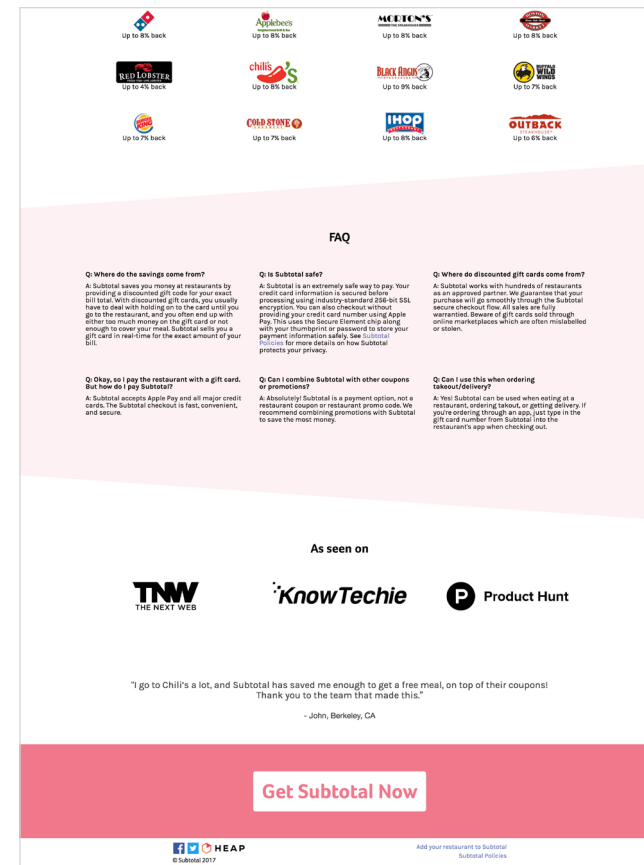 Up to 8% back
Applebee's
Up to 8% back
MORTON'S
THE STEAKHOUSE
Up to 8% back
Up to 8% back
RED LOBSTER
Up to 4% back
chili's
Up to 8% back
BLACK ANGUS
STEAKHOUSE
Up to 9% back
BUFFALO
WILD
WINGS
Up to 7% back
BURGER
KING
Up to 7% back
COLD STONE
CREAMERY
Up to 7% back
IHOP
Up to 8% back
OUTBACK
STEAKHOUSE
Up to 6% back
FAQ
Q: Where do the savings come from?
A: Subtotal saves you money at restaurants by
providing a discounted gift code for your exact
bill total. With discounted gift cards, you usually
have to deal with holding on to the card until you
go to the restaurant, and you often end up with
either too much money on the gift card or not
enough to cover your meal. Subtotal sells you a
gift card in real-time for the exact amount of your
bill.
Q: Is Subtotal safe?
A: Subtotal is an extremely safe way to pay. Your
credit card information is secured before
processing using industry-standard 256-bit SSL
encryption. You can also checkout without
providing your credit card number using Apple
Pay. This uses the Secure Element chip along
with your thumbprint or password to store your
payment information safely. See Subtotal
Policies for more details on how Subtotal
protects your privacy.
Q: Where do discounted gift cards come from?
A: Subtotal works with hundreds of restaurants
as an approved partner. We guarantee that your
purchase will go smoothly through the Subtotal
secure checkout flow. All sales are fully
warrantied. Beware of gift cards sold through
online marketplaces which are often mislabelled
or stolen.
Q: Okay, so I pay the restaurant with a gift card.
But how do I pay Subtotal?
A: Subtotal accepts Apple Pay and all major credit
cards. The Subtotal checkout is fast, convenient,
and secure.
Q: Can I combine Subtotal with other coupons
or promotions?
A: Absolutely! Subtotal is a payment option, not a
restaurant coupon or restaurant promo code. We
recommend combining promotions with Subtotal
to save the most money.
Q: Can I use this when ordering
takout/delivery?
A: Yes! Subtotal can be used when eating at a
restaurant, ordering takout, or getting delivery. If
you're ordering through an app, just type in the
gift card number from Subtotal into the
restaurant's app when checking out.
As seen on
TNW
THE NEXT WEB
KnowTechie
P Product Hunt
"I go to Chili's a lot, and Subtotal has saved me enough to get a free meal, on top of their coupons!
Thank you to the team that made this."
- John, Berkeley, CA
Get Subtotal Now
HEAP
© Subtotal 2017
Add your restaurant to Subtotal
Subtotal Policies